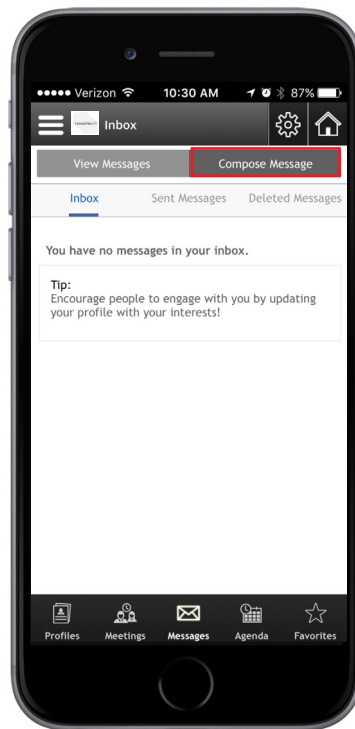 Verizon 10:30 AM 87%
Inbox
View Messages Compose Message
Inbox Sent Messages Deleted Messages
You have no messages in your inbox.
Tip:
Encourage people to engage with you by updating
your profile with your interests!
Profiles Meetings Messages Agenda Favorites